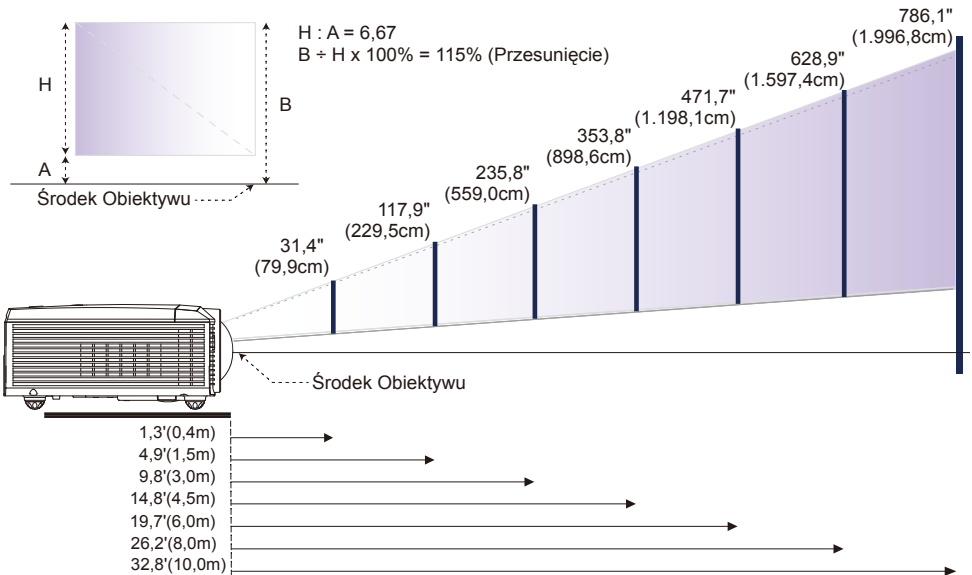 H : A = 6,67
B ÷ H x 100% = 115% (Przesunięcie)
H
B
A
Środek Obiektywu
786,1"
(1.996,8cm)
628,9"
(1.597,4cm)
471,7"
(1.198,1cm)
353,8"
(898,6cm)
235,8"
(559,0cm)
117,9"
(229,5cm)
31,4"
(79,9cm)
Środek Obiektywu
1,3'(0,4m)
4,9'(1,5m)
9,8'(3,0m)
14,8'(4,5m)
19,7'(6,0m)
26,2'(8,0m)
32,8'(10,0m)